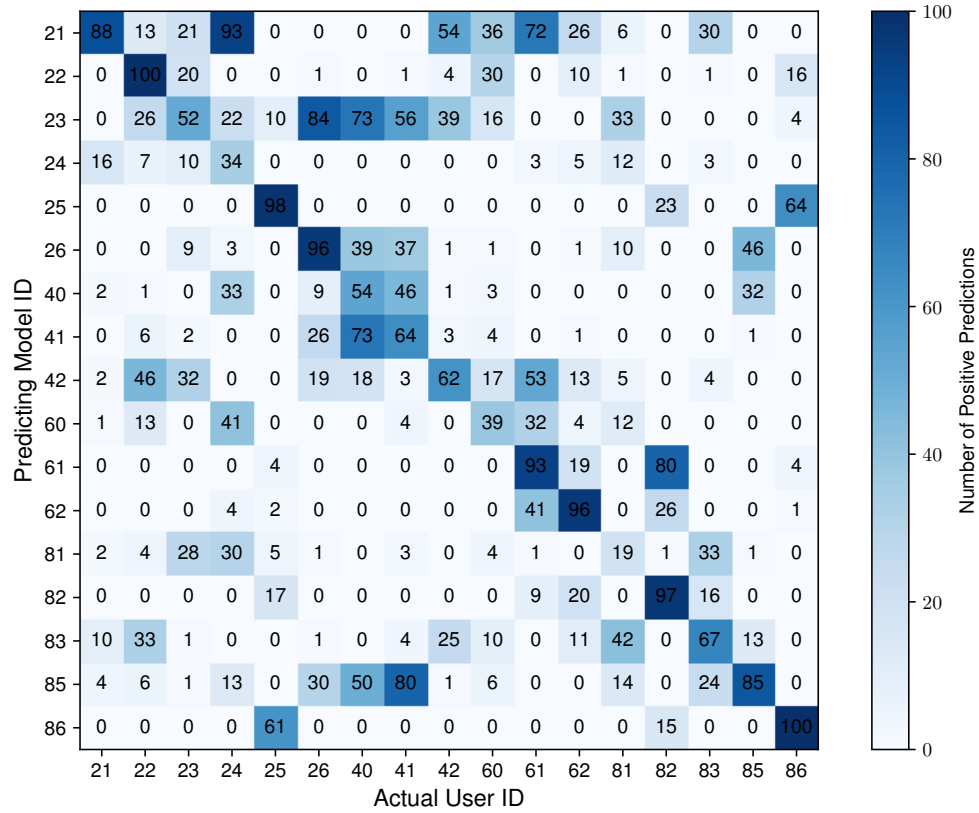 21 88 13 21 93 0 0 0 0 54 36 72 26 6 0 30 0 0
22 0 100 20 0 0 1 0 1 4 30 0 10 1 0 1 0 16
23 0 26 52 22 10 84 73 56 39 16 0 0 33 0 0 0 4
24 16 7 10 34 0 0 0 0 0 0 3 5 12 0 3 0 0
25 0 0 0 0 98 0 0 0 0 0 0 0 0 23 0 0 64
26 0 0 9 3 0 96 39 37 1 1 0 1 10 0 0 46 0
40 2 1 0 33 0 9 54 46 1 3 0 0 0 0 0 32 0
41 0 6 2 0 0 26 73 64 3 4 0 1 0 0 0 1 0
42 2 46 32 0 0 19 18 3 62 17 53 13 5 0 4 0 0
60 1 13 0 41 0 0 0 4 0 39 32 4 12 0 0 0 0
61 0 0 0 0 4 0 0 0 0 0 93 19 0 80 0 0 4
62 0 0 0 4 2 0 0 0 0 0 41 96 0 26 0 0 1
81 2 4 28 30 5 1 0 3 0 4 1 0 19 1 33 1 0
82 0 0 0 0 17 0 0 0 0 0 9 20 0 97 16 0 0
83 10 33 1 0 0 1 0 4 25 10 0 11 42 0 67 13 0
85 4 6 1 13 0 30 50 80 1 6 0 0 14 0 24 85 0
86 0 0 0 0 61 0 0 0 0 0 0 0 0 15 0 0 100
21 22 23 24 25 26 40 41 42 60 61 62 81 82 83 85 86
Actual User ID
Predicting Model ID
100
80
60
40
20
0
Number of Positive Predictions